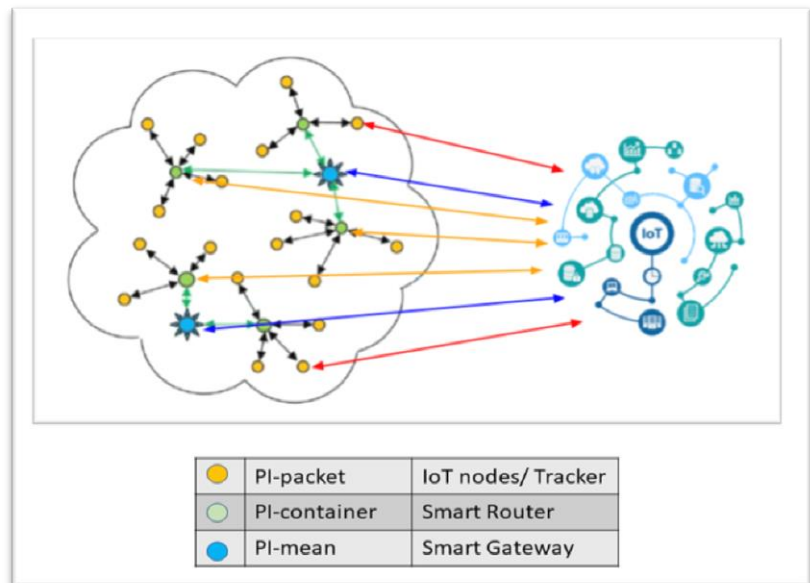 IoT
PI-packet IoT nodes/ Tracker
PI-container Smart Router
PI-mean Smart Gateway